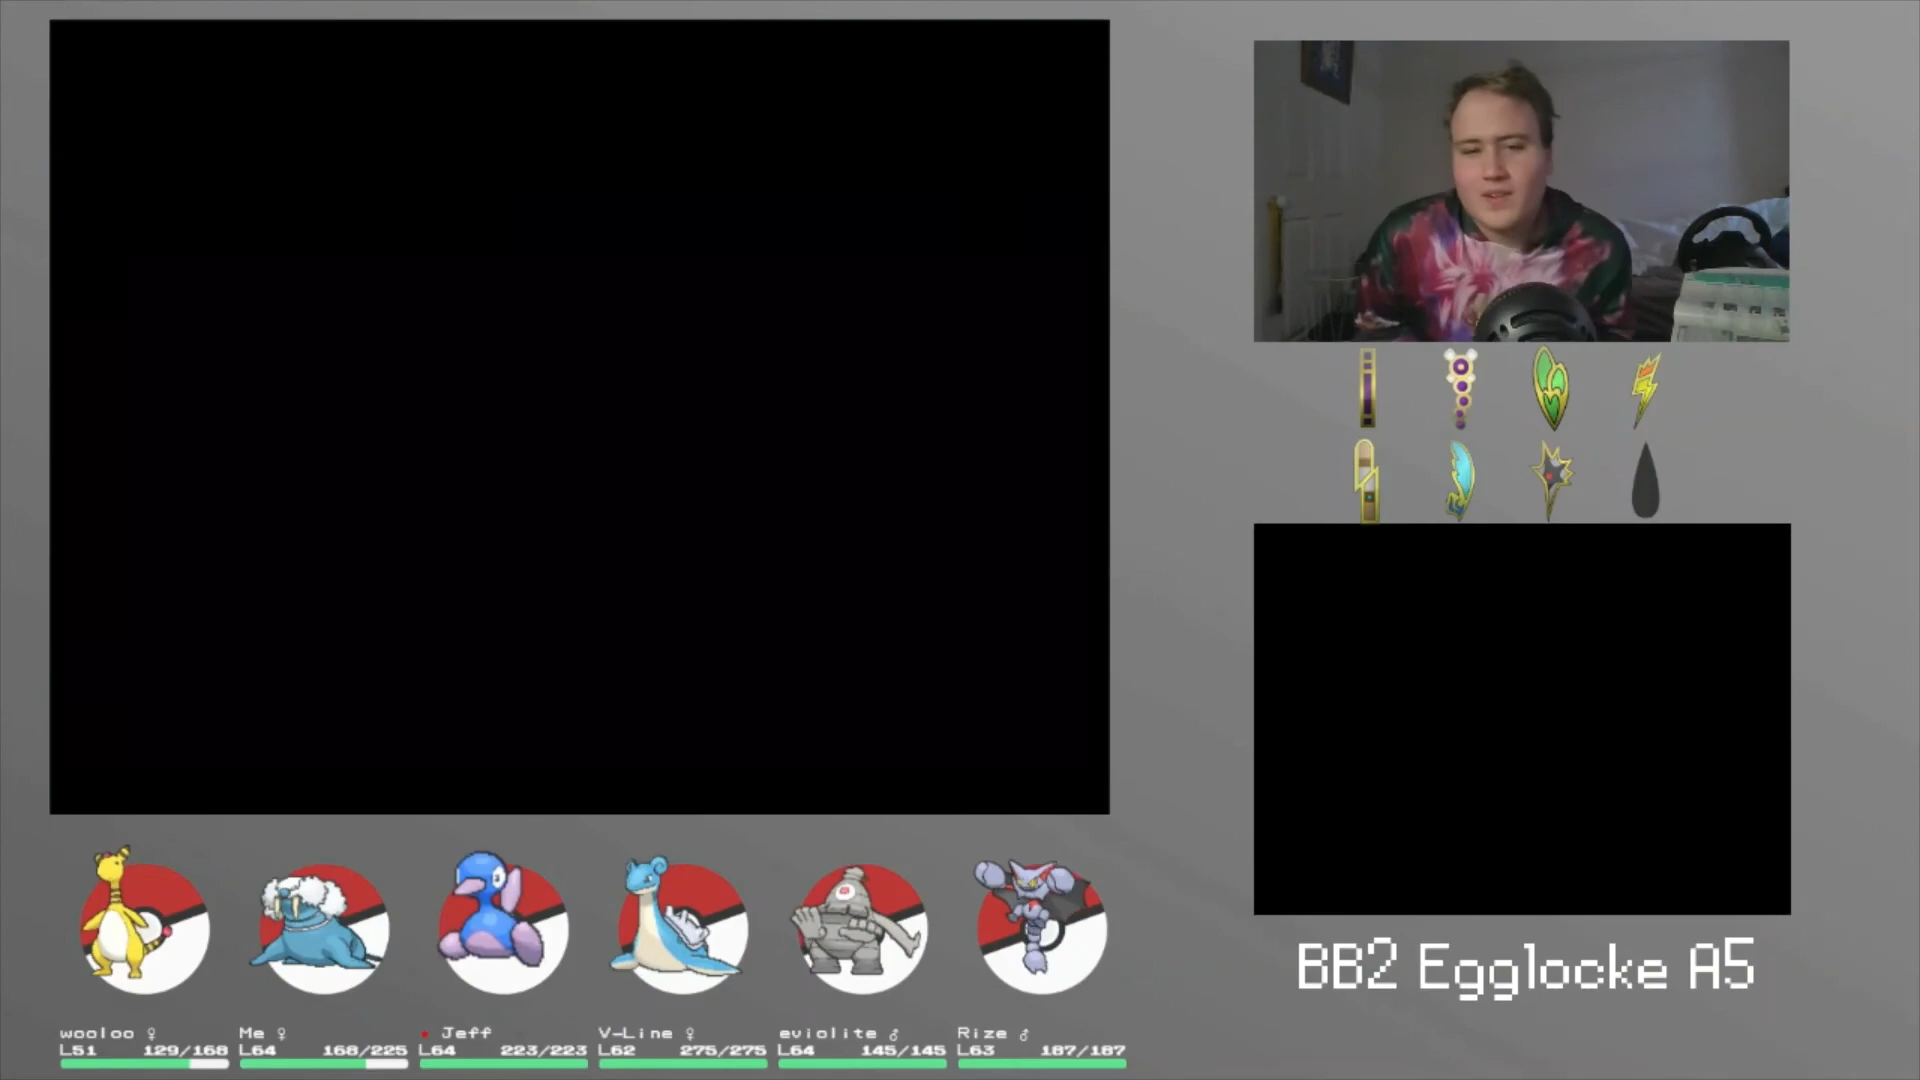 BB2 Egglocke A5
wooloo ♀ Me ♀ Jeff V-Line ♀ eviolite ♂ Rize ♂
L51 129/168 L64 168/225 L64 223/223 L62 275/275 L64 145/145 L63 187/187